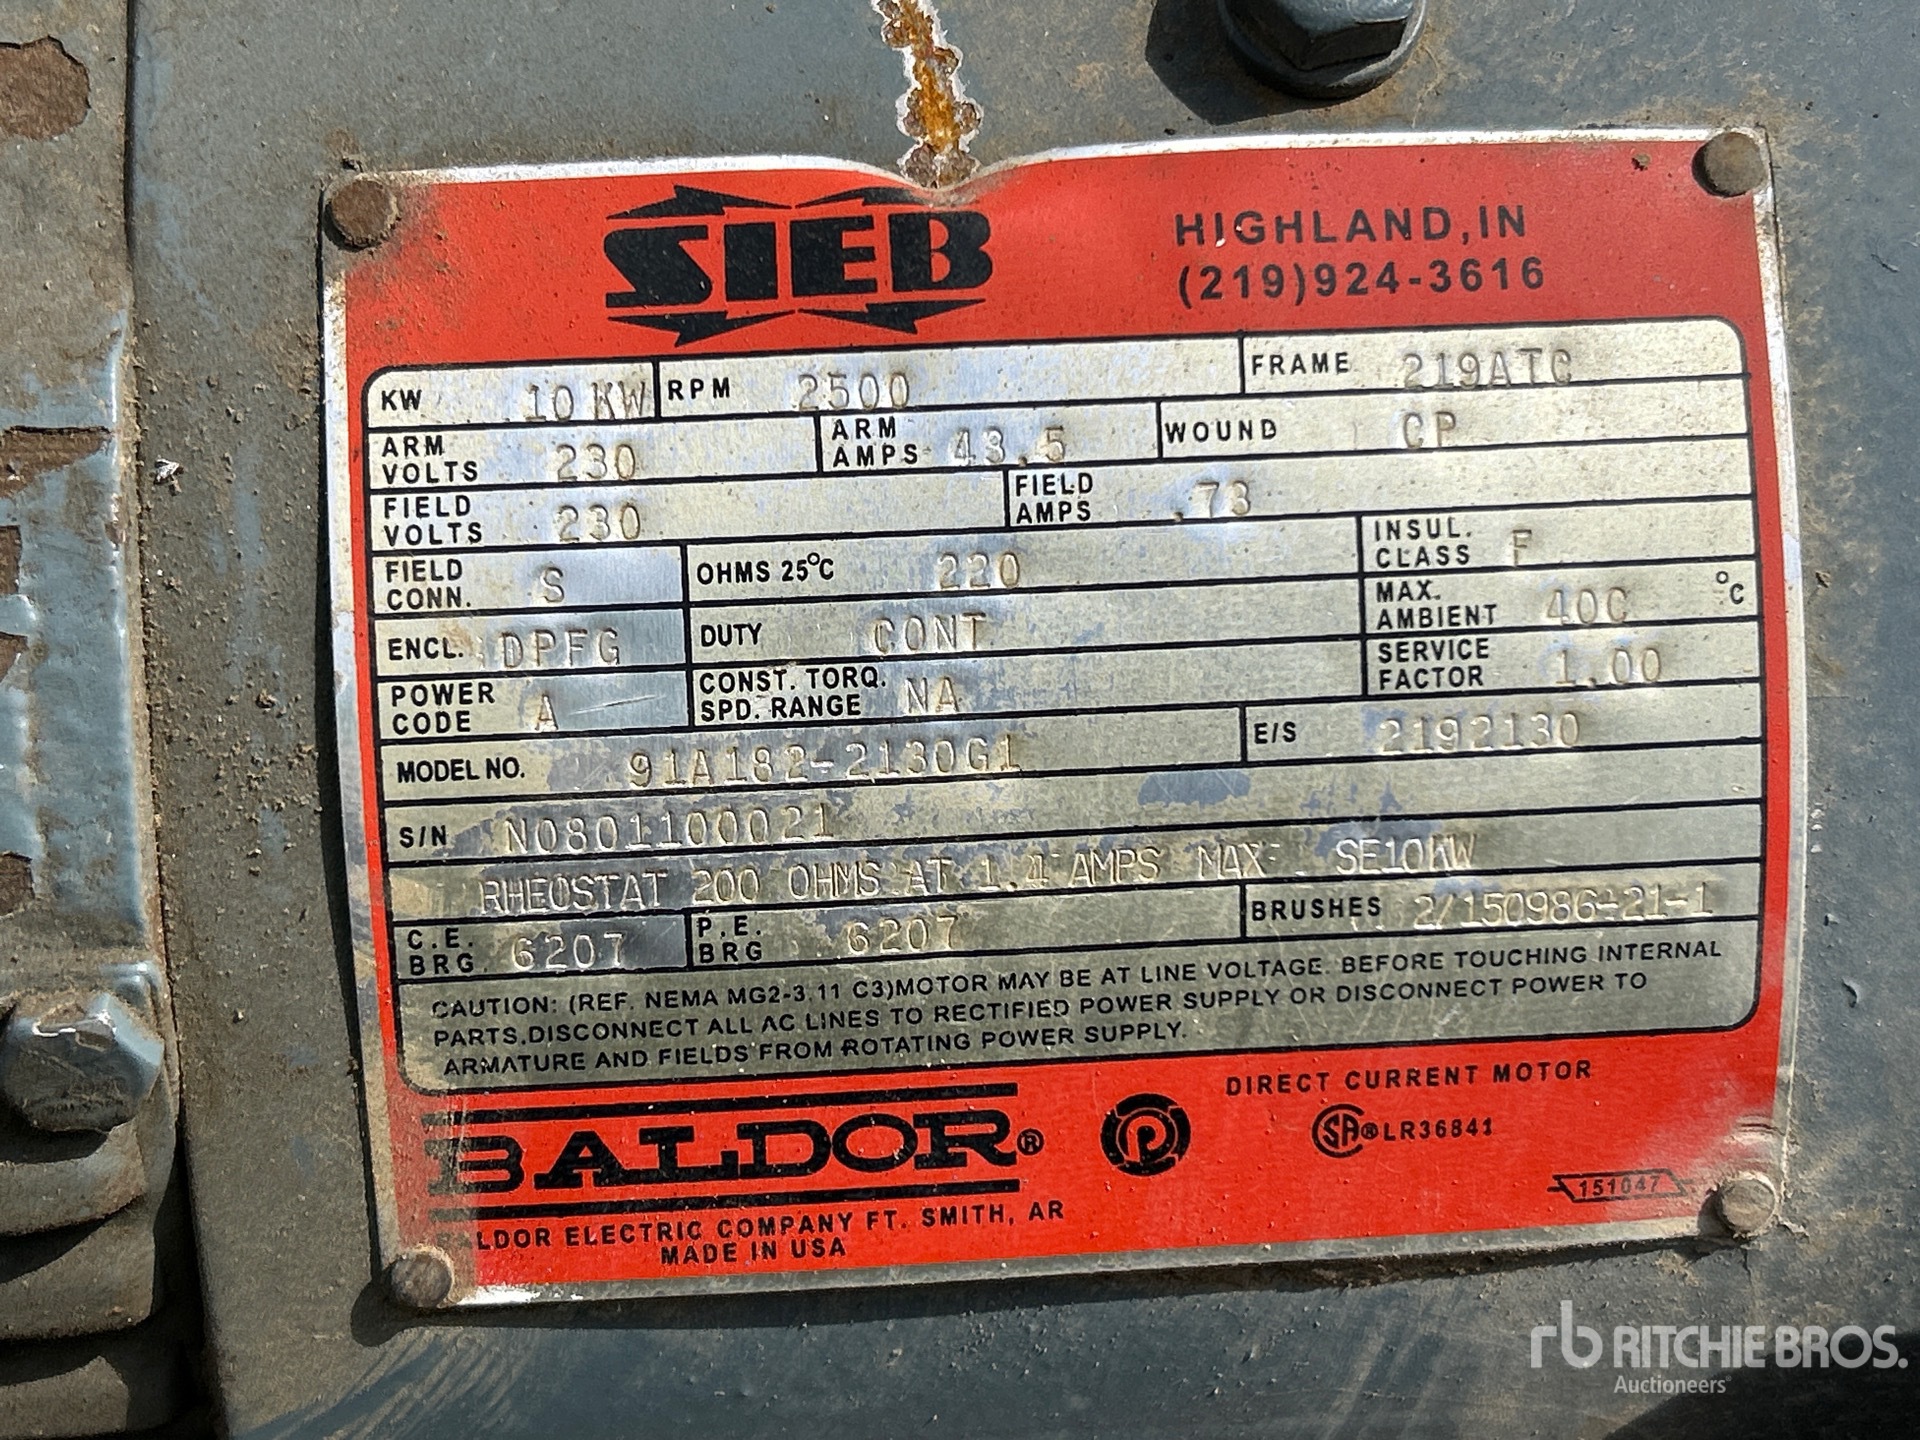 SIEB
HIGHLAND, IN
(219)924-3616
KW 10 KW RPM 2500 FRAME 219ATC
ARM VOLTS 230 ARM AMPS 43.5 WOUND CP
FIELD VOLTS 230 FIELD AMPS .73
FIELD CONN. S OHMS 25°C 220 INSUL. CLASS F
ENCL. DPFG DUTY CONT MAX. AMBIENT 40C °C
POWER CODE A CONST. TORQ. SPD. RANGE NA SERVICE FACTOR 1.00
MODEL NO. 91A182-2130G1 E/S 2192130
S/N N0801100021
RHEOSTAT 200 OHMS AT 1.4 AMPS MAX SE10KW
C.E. BRG 6207 P.E. BRG 6207 BRUSHES 2/150986-21-1
CAUTION: (REF. NEMA MG2-3.11 C3)MOTOR MAY BE AT LINE VOLTAGE. BEFORE TOUCHING INTERNAL
PARTS,DISCONNECT ALL AC LINES TO RECTIFIED POWER SUPPLY OR DISCONNECT POWER TO
ARMATURE AND FIELDS FROM ROTATING POWER SUPPLY.
BALDOR®
DIRECT CURRENT MOTOR
SA® LR36841
151047
BALDOR ELECTRIC COMPANY FT. SMITH, AR
MADE IN USA
rb RITCHIE BROS.
Auctioneers